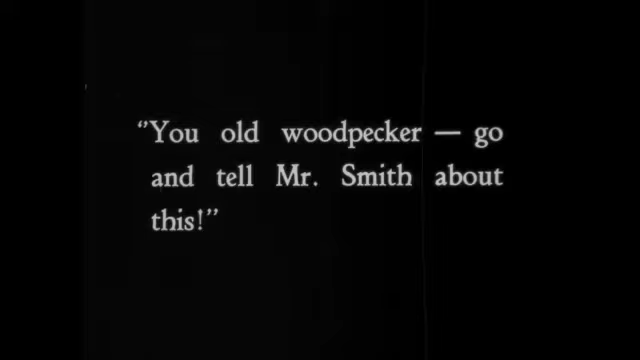 “You old woodpecker — go
and tell Mr. Smith about
this!”